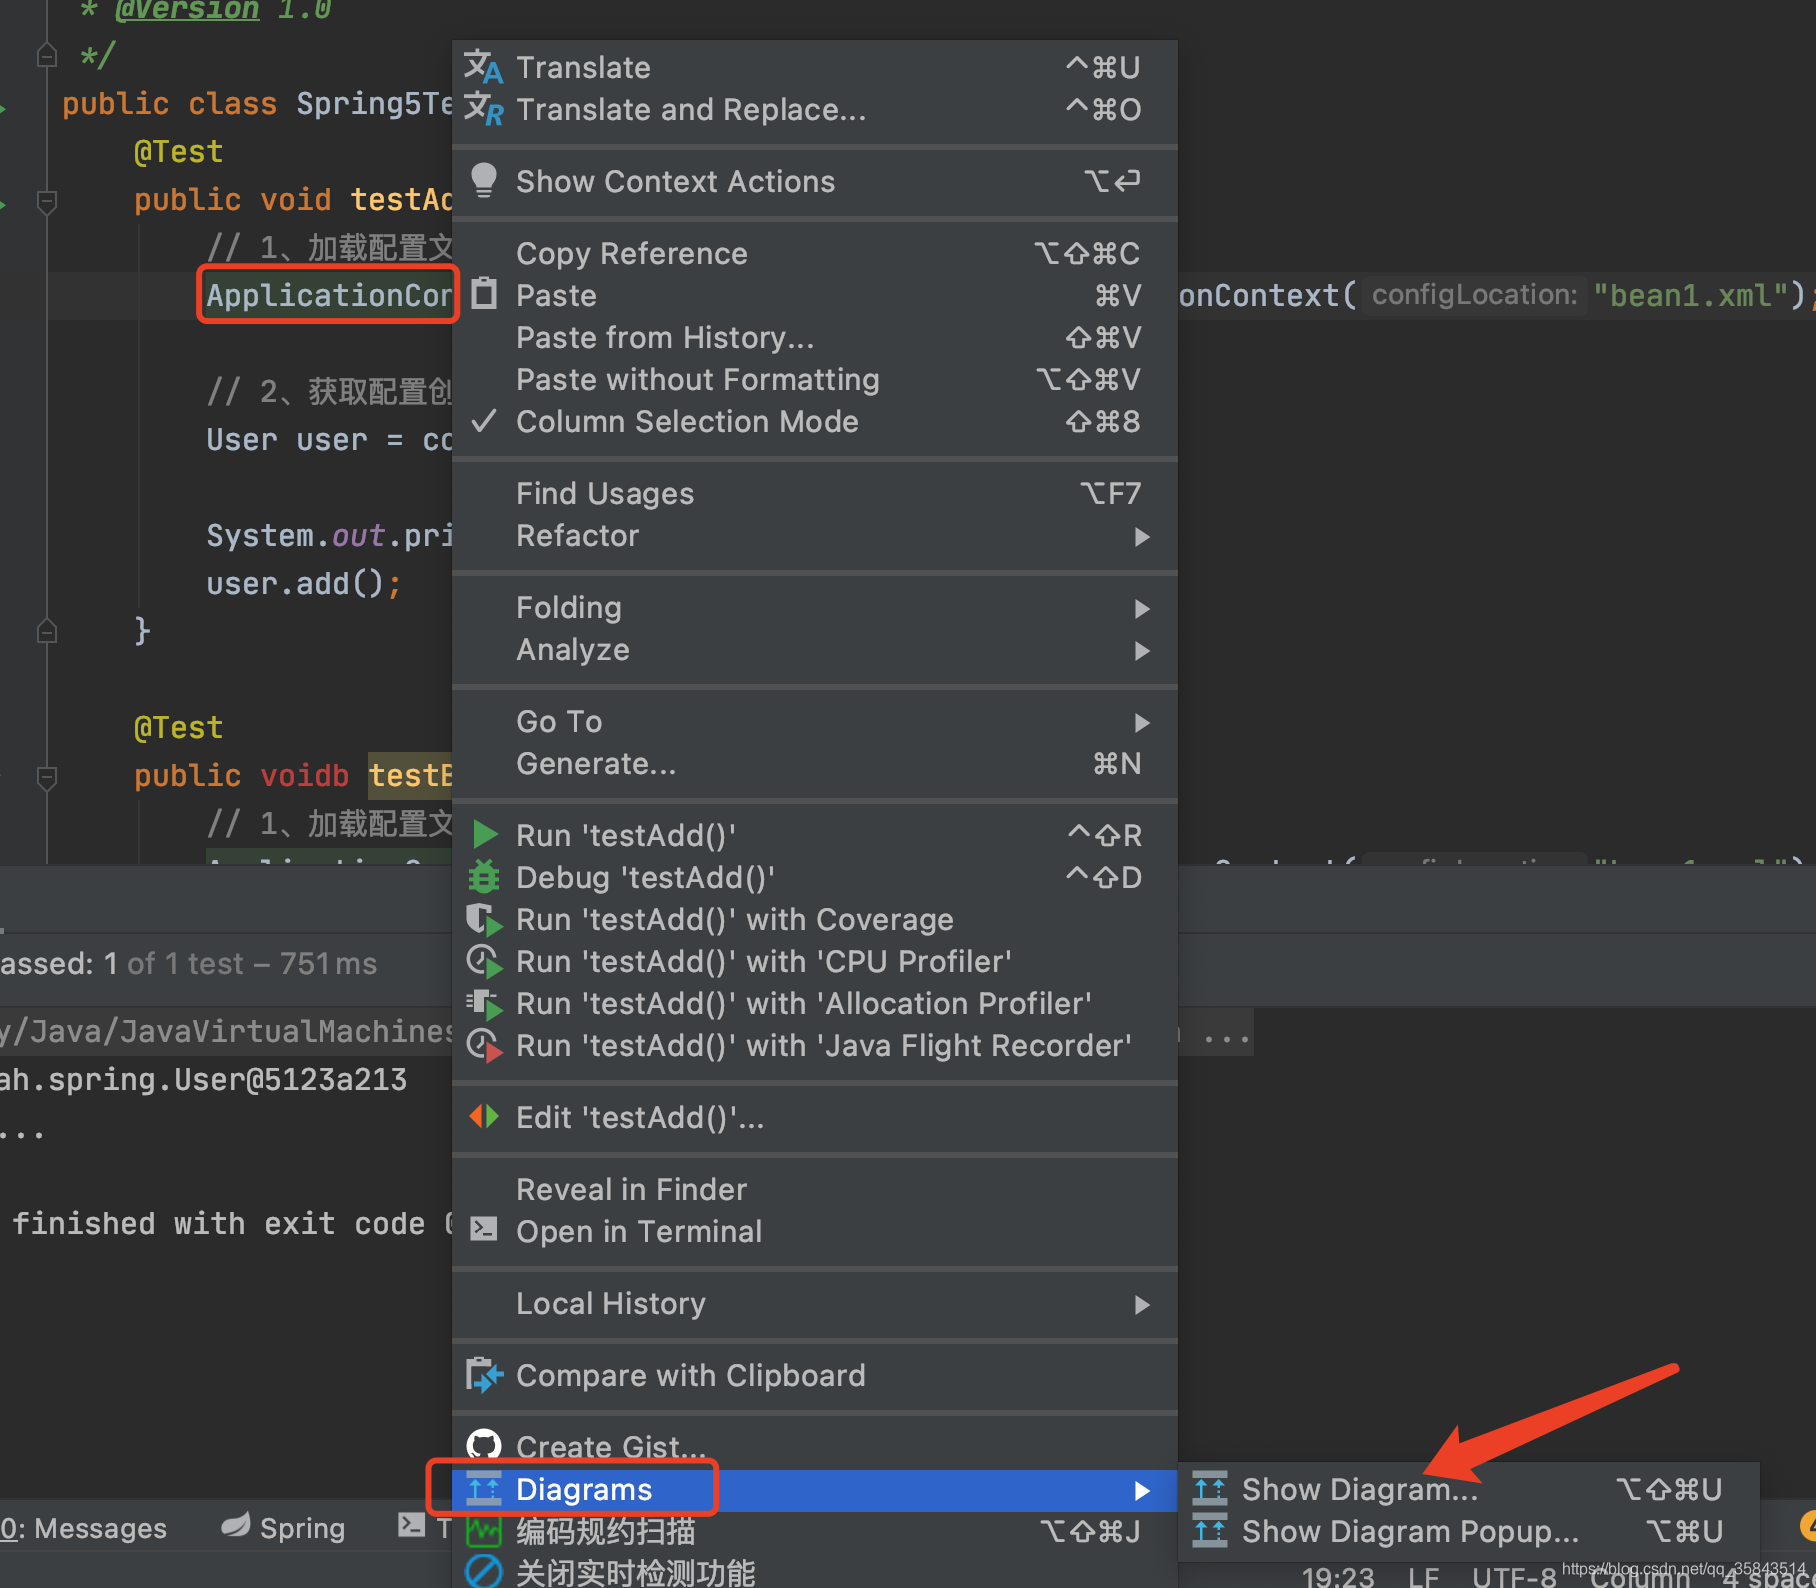 * @Version 1.0
*/
public class Spring5Te
@Test
public void testAd
// 1、加载配置文
ApplicationCon
onContext( configLocation: "bean1.xml");
// 2、获取配置创
User user = co
System.out.pri
user.add();
}
@Test
public voidb testB
// 1、加载配置文
assed: 1 of 1 test – 751 ms
y/Java/JavaVirtualMachines
...
ah.spring.User@5123a213
...
finished with exit code 0
Translate ^⌘U
Translate and Replace... ^⌘O
Show Context Actions ⌥⏎
Copy Reference ⌥⇧⌘C
Paste ⌘V
Paste from History... ⇧⌘V
Paste without Formatting ⌥⇧⌘V
✓ Column Selection Mode ⇧⌘8
Find Usages ⌥F7
Refactor
Folding
Analyze
Go To
Generate... ⌘N
Run 'testAdd()' ^⇧R
Debug 'testAdd()' ^⇧D
Run 'testAdd()' with Coverage
Run 'testAdd()' with 'CPU Profiler'
Run 'testAdd()' with 'Allocation Profiler'
Run 'testAdd()' with 'Java Flight Recorder'
Edit 'testAdd()'...
Reveal in Finder
Open in Terminal
Local History
Compare with Clipboard
Create Gist...
Diagrams
编码规约扫描 ⌥⇧⌘J
关闭实时检测功能
Show Diagram... ⌥⇧⌘U
Show Diagram Popup... ⌥⌘U
0: Messages Spring T
19:23 LF UTF-8 Column 4 spac
https://blog.csdn.net/qq_35843514